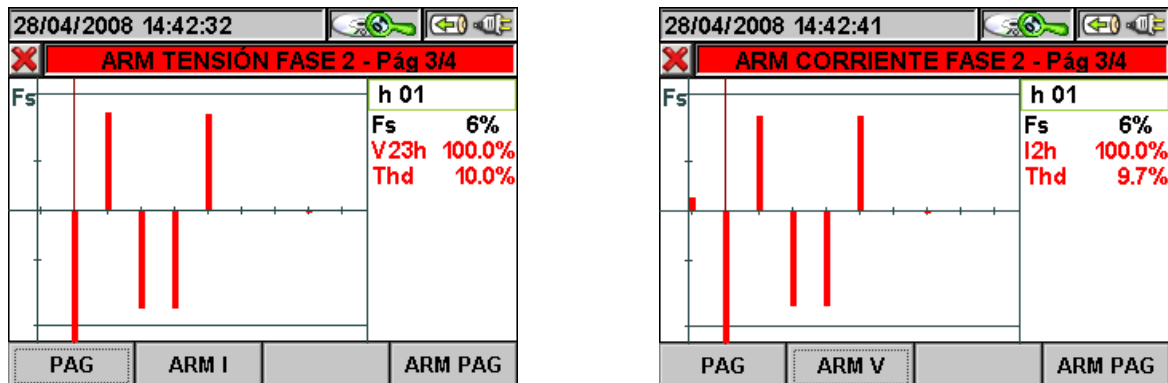 28/04/2008 14:42:32
ARM TENSIÓN FASE 2 - Pág 3/4
Fs
h 01
Fs 6%
V23h 100.0%
Thd 10.0%
PAG ARM I ARM PAG
28/04/2008 14:42:41
ARM CORRIENTE FASE 2 - Pág 3/4
Fs
h 01
Fs 6%
I2h 100.0%
Thd 9.7%
PAG ARM V ARM PAG